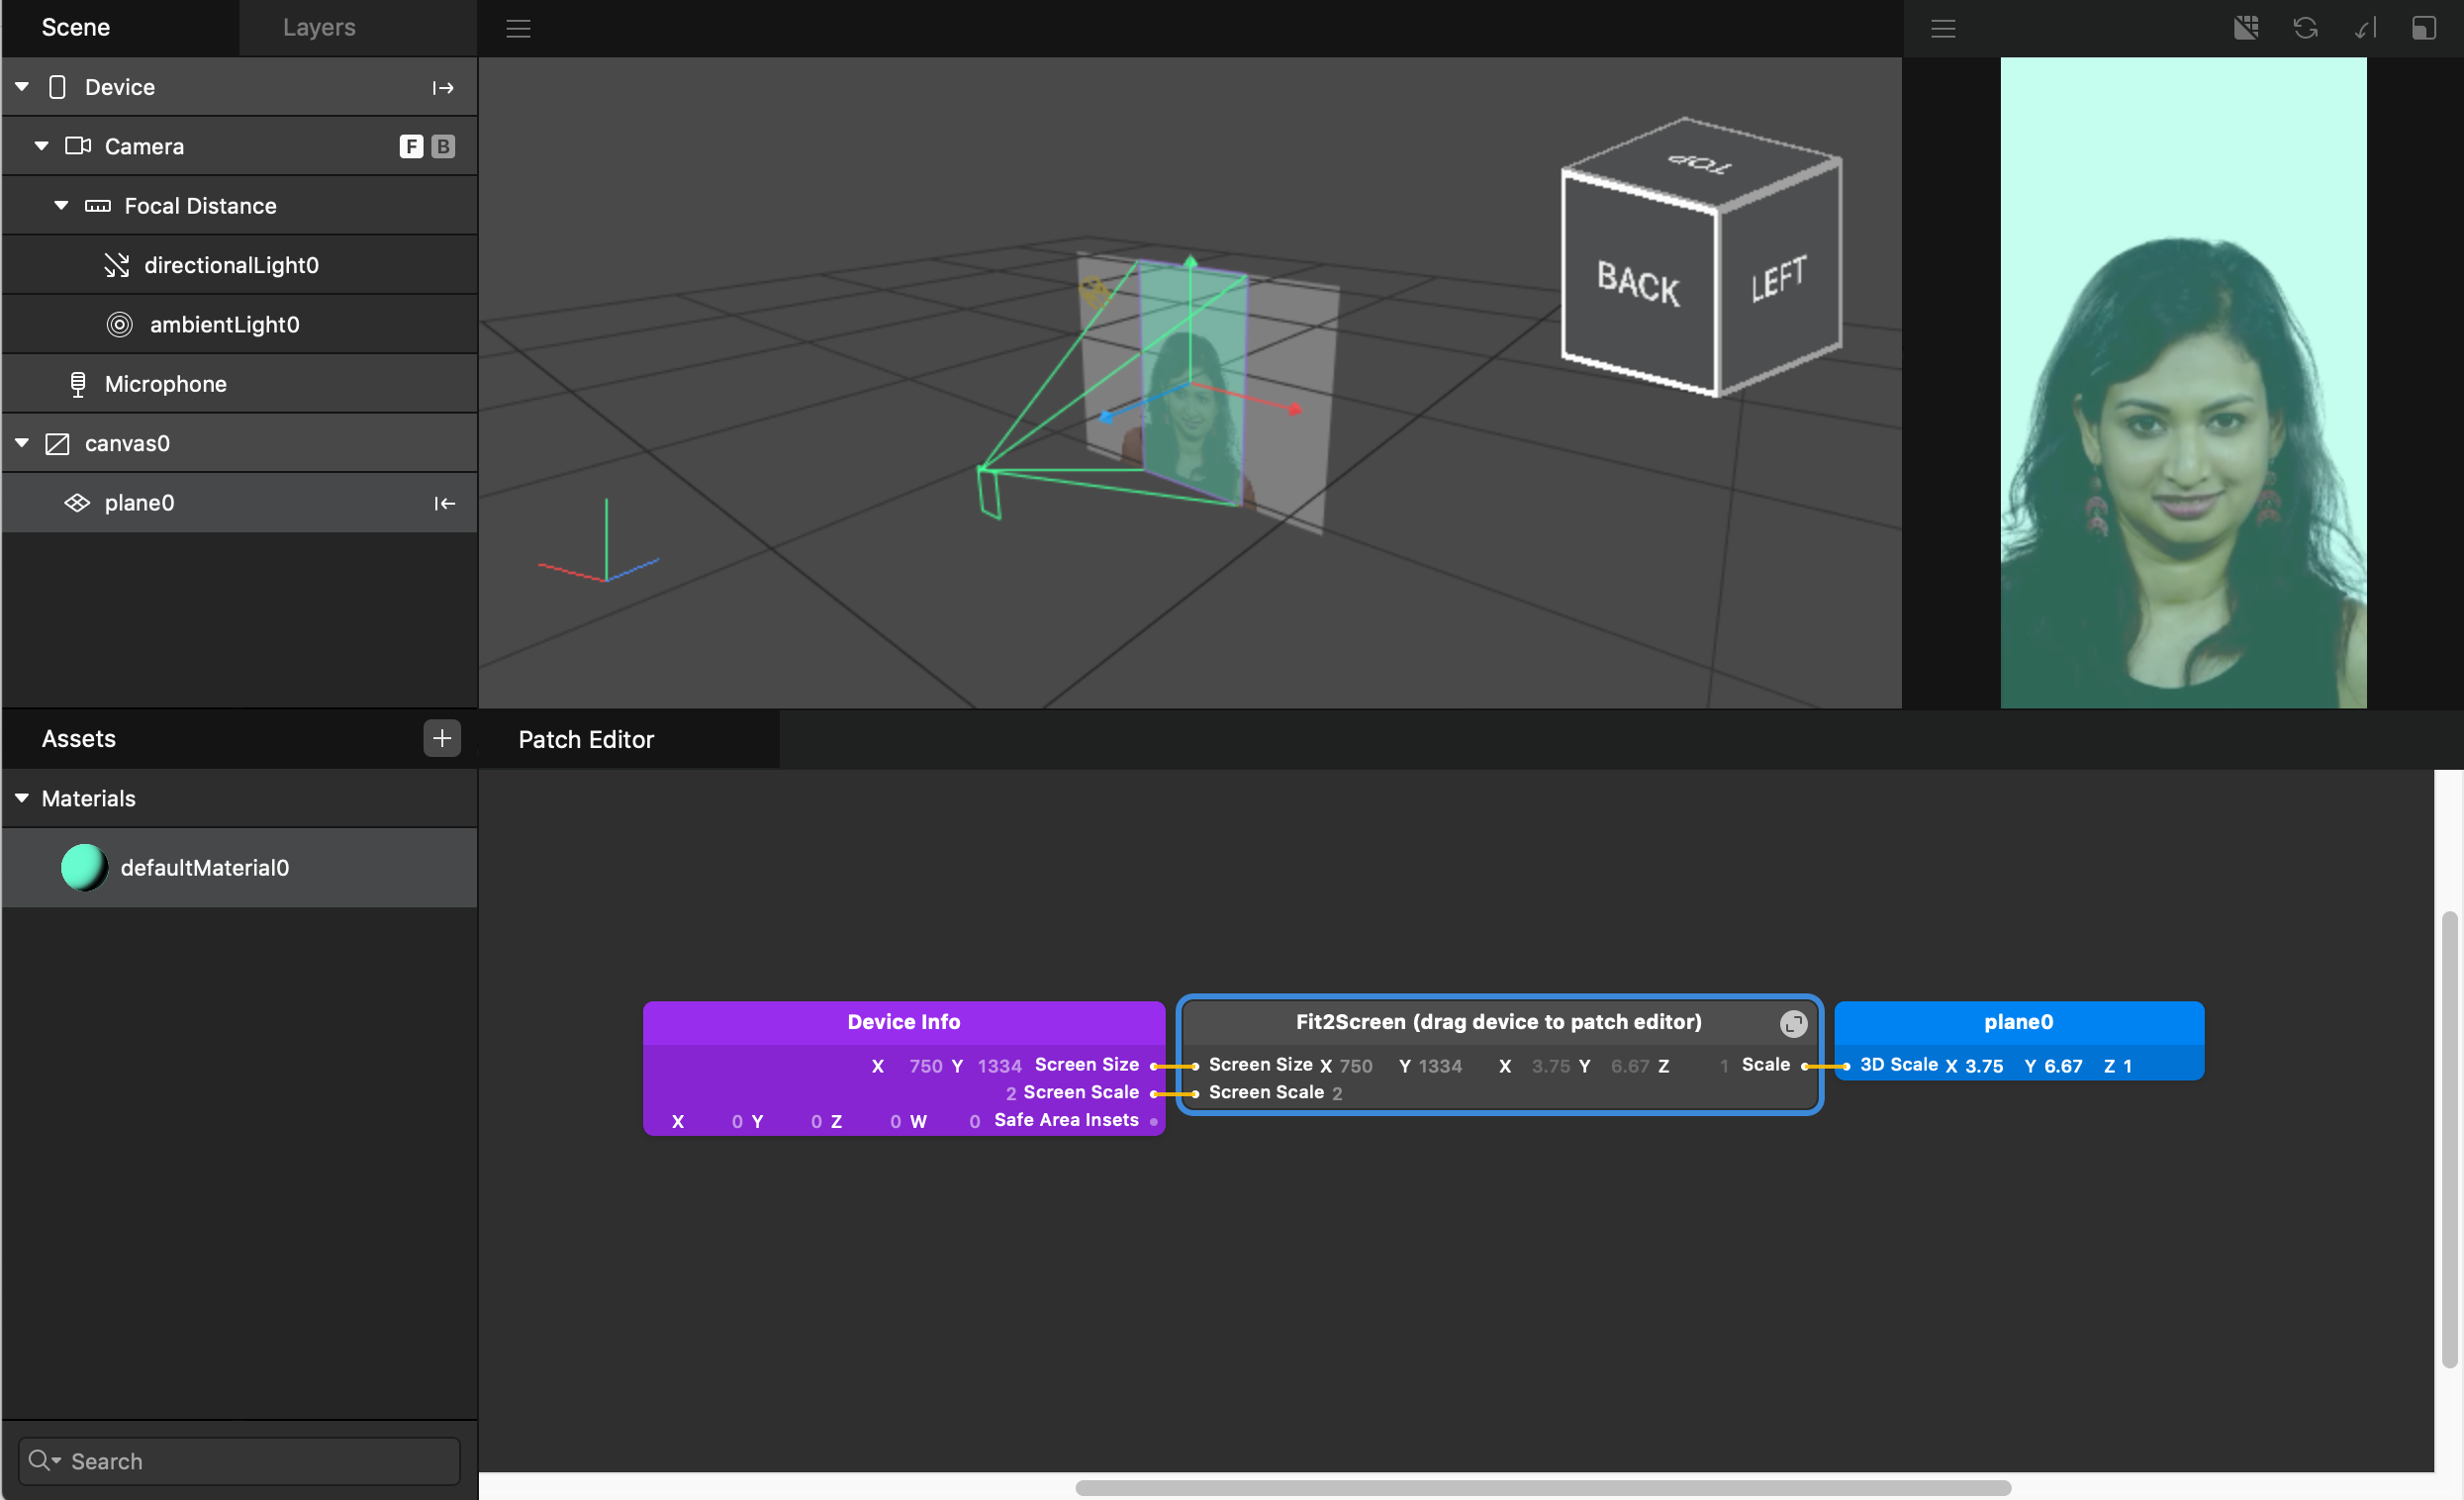 Scene
Layers
Device
Camera
F B
Focal Distance
directionalLight0
ambientLight0
Microphone
canvas0
plane0
TOP
BACK
LEFT
Assets
+
Materials
defaultMaterial0
Search
Patch Editor
Device Info
X 750 Y 1334 Screen Size
2 Screen Scale
X 0 Y 0 Z 0 W 0 Safe Area Insets
Fit2Screen (drag device to patch editor)
Screen Size X 750 Y 1334 X 3.75 Y 6.67 Z 1 Scale
Screen Scale 2
plane0
3D Scale X 3.75 Y 6.67 Z 1